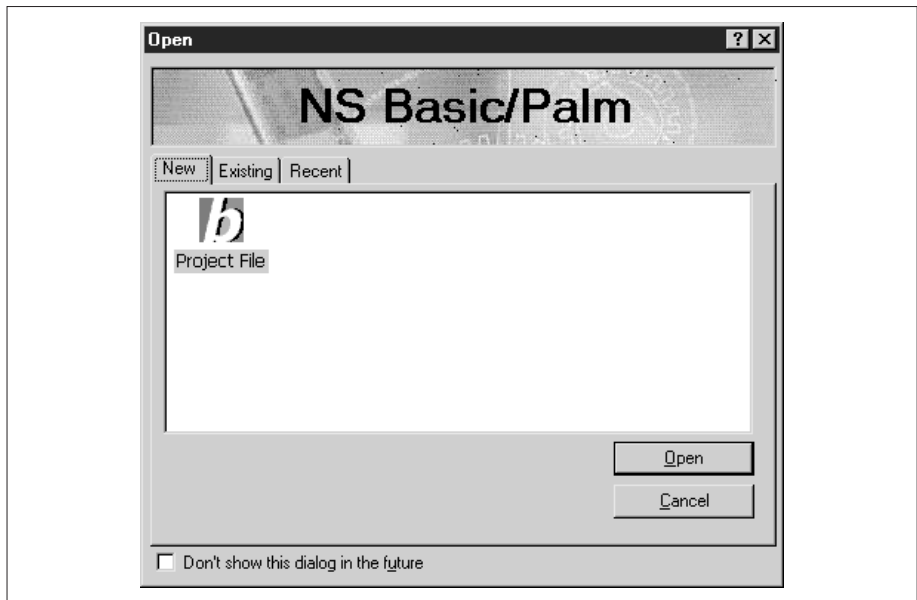 Open
NS Basic/Palm
New Existing Recent
Project File
Open
Cancel
Don't show this dialog in the future